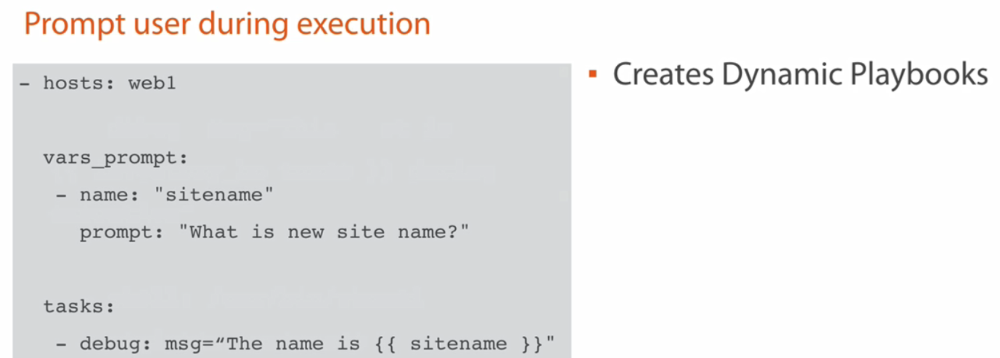 Prompt user during execution
- hosts: web1
vars_prompt:
- name: "sitename"
prompt: "What is new site name?"
tasks:
- debug: msg=“The name is {{ sitename }}"
▪ Creates Dynamic Playbooks